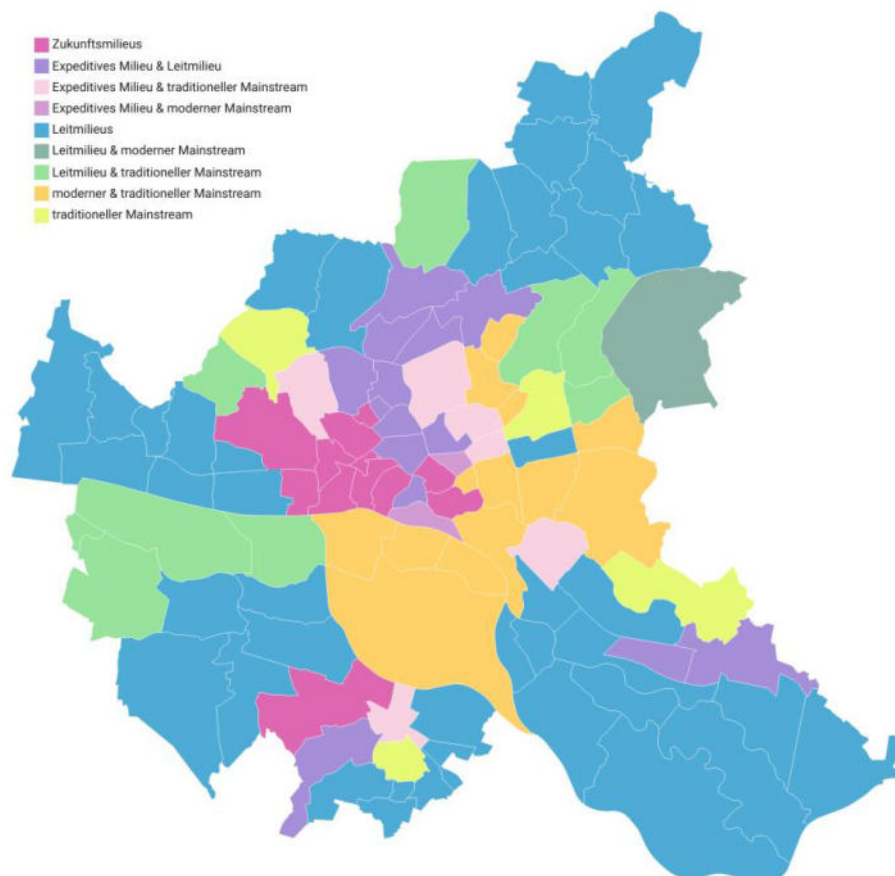 Zukunftsmilieus
Expeditives Milieu & Leitmilieu
Expeditives Milieu & traditioneller Mainstream
Expeditives Milieu & moderner Mainstream
Leitmilieus
Leitmilieu & moderner Mainstream
Leitmilieu & traditioneller Mainstream
moderner & traditioneller Mainstream
traditioneller Mainstream